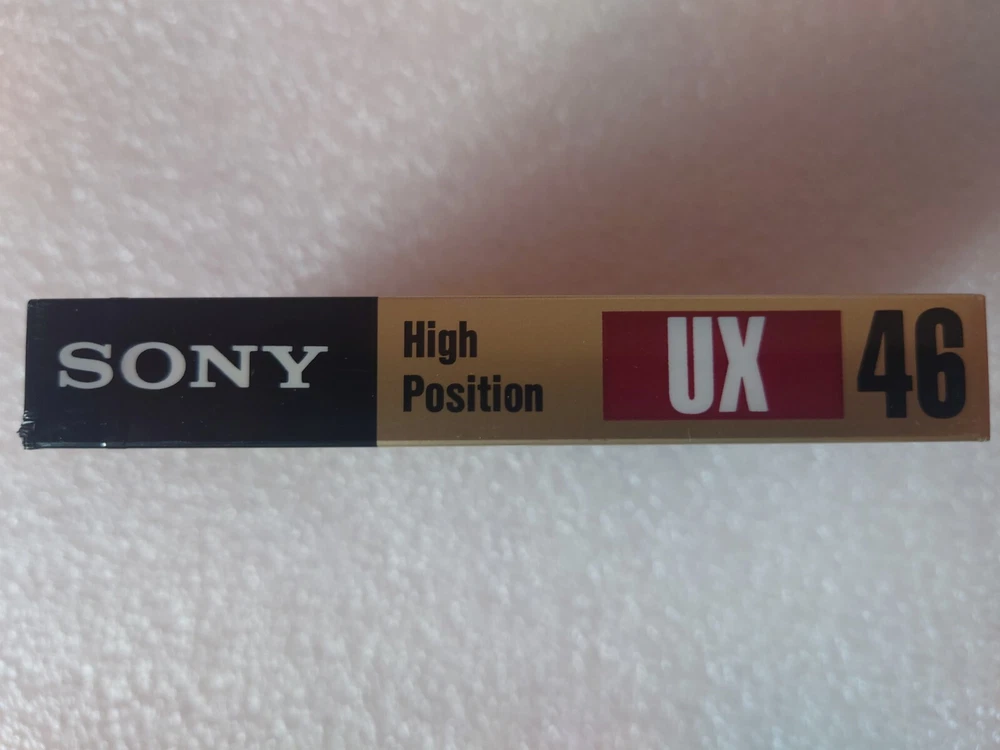 SONY
High
Position
UX
46